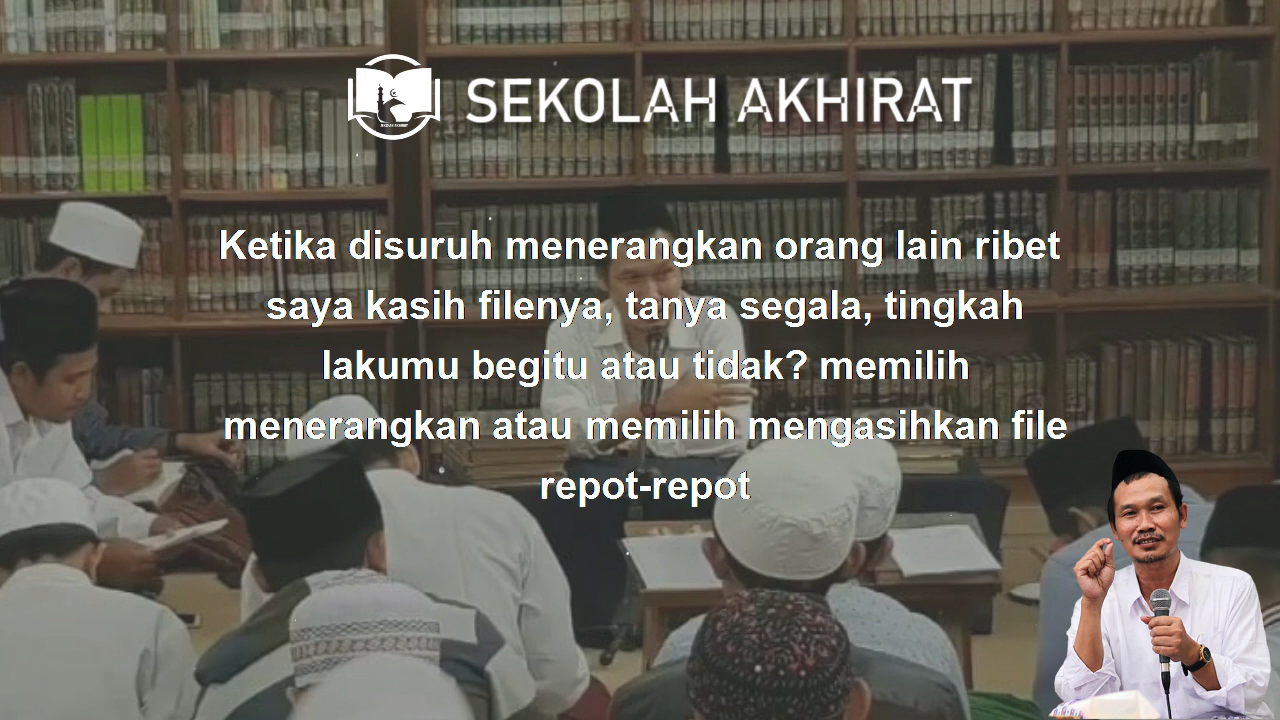 SEKOLAH AKHIRAT
Ketika disuruh menerangkan orang lain ribet
saya kasih filenya, tanya segala, tingkah
lakumu begitu atau tidak? memilih
menerangkan atau memilih mengasihkan file
repot-repot